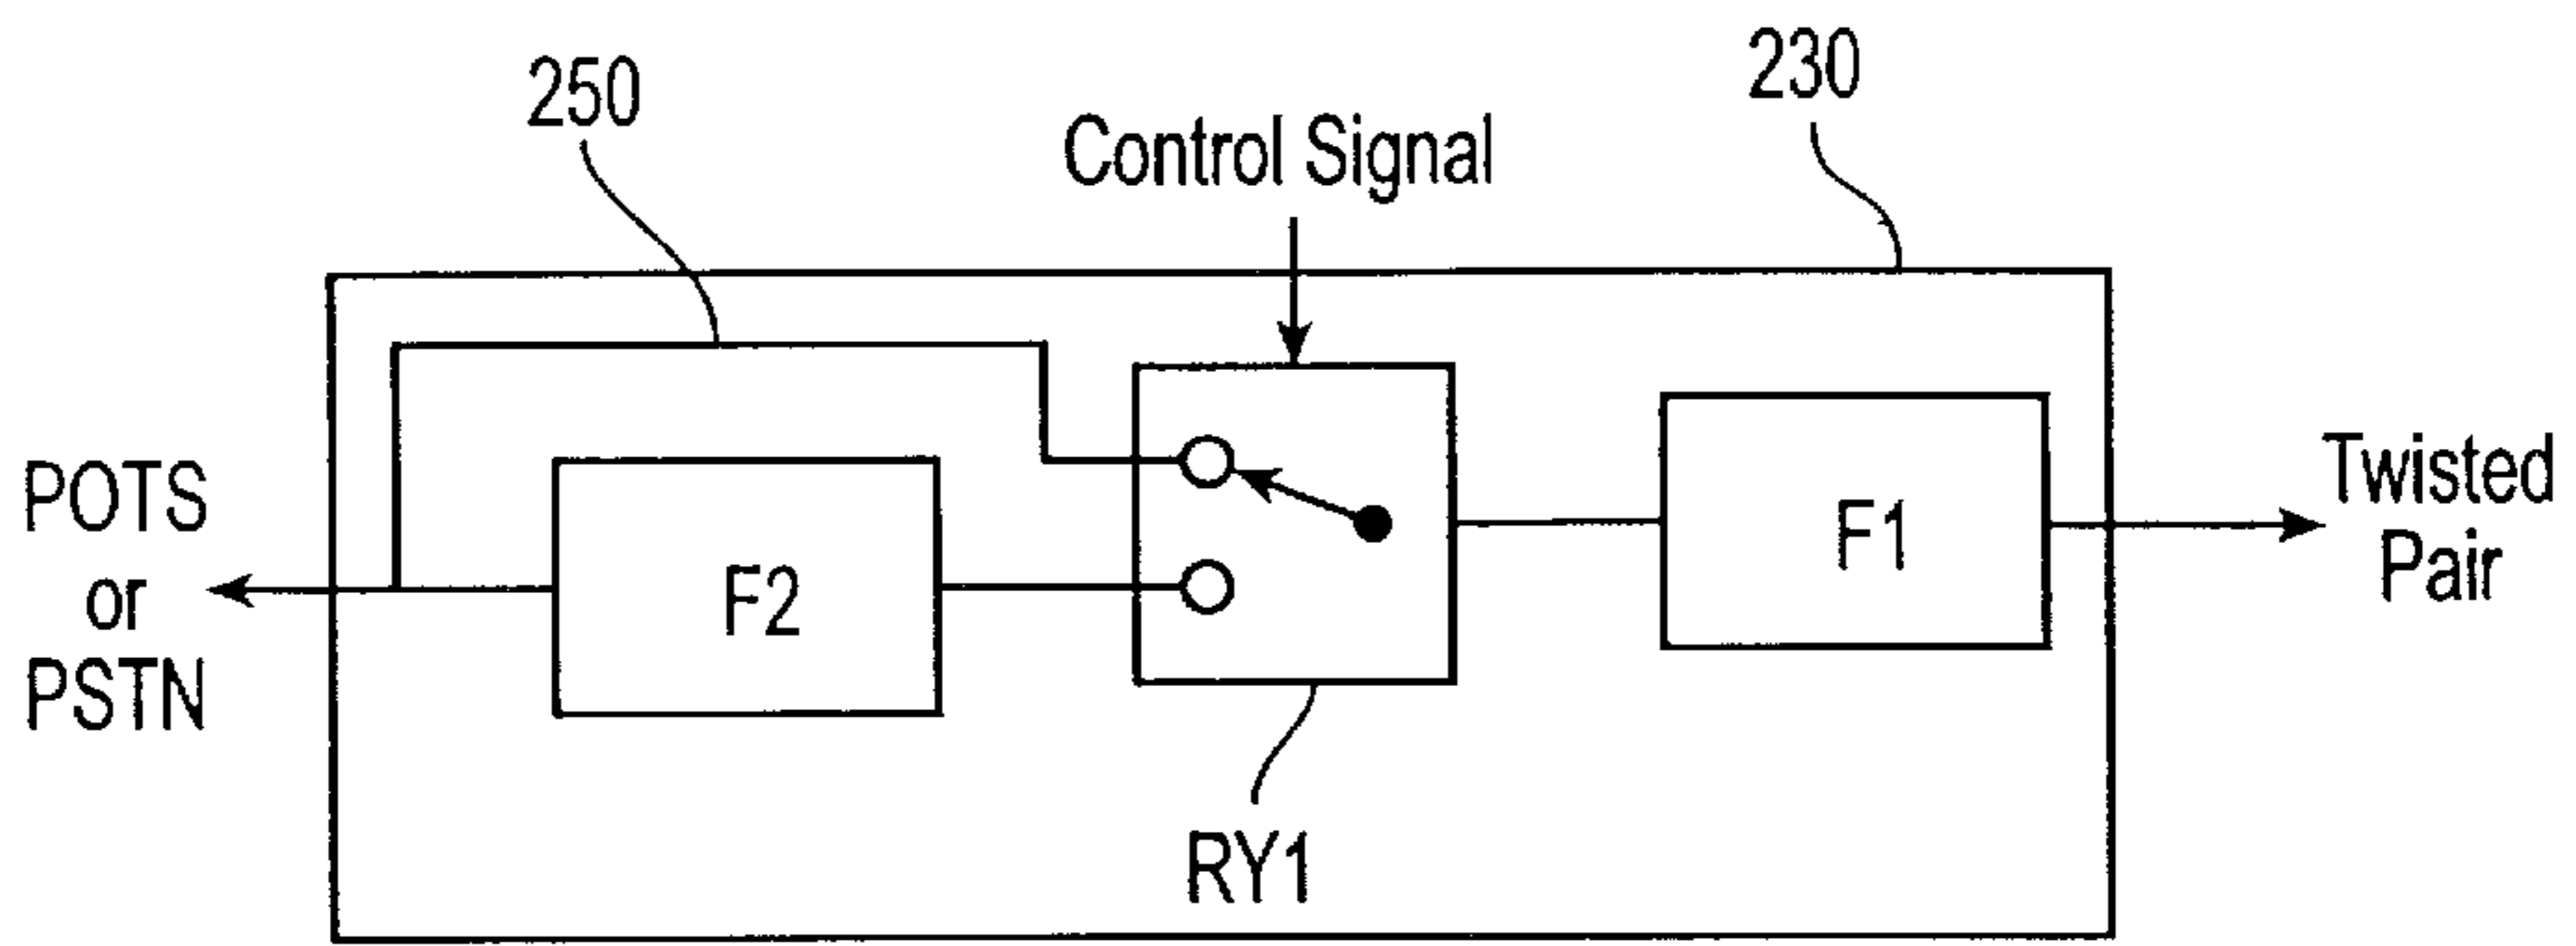 250
230
Control Signal
POTS
or
PSTN
F2
F1
Twisted
Pair
RY1